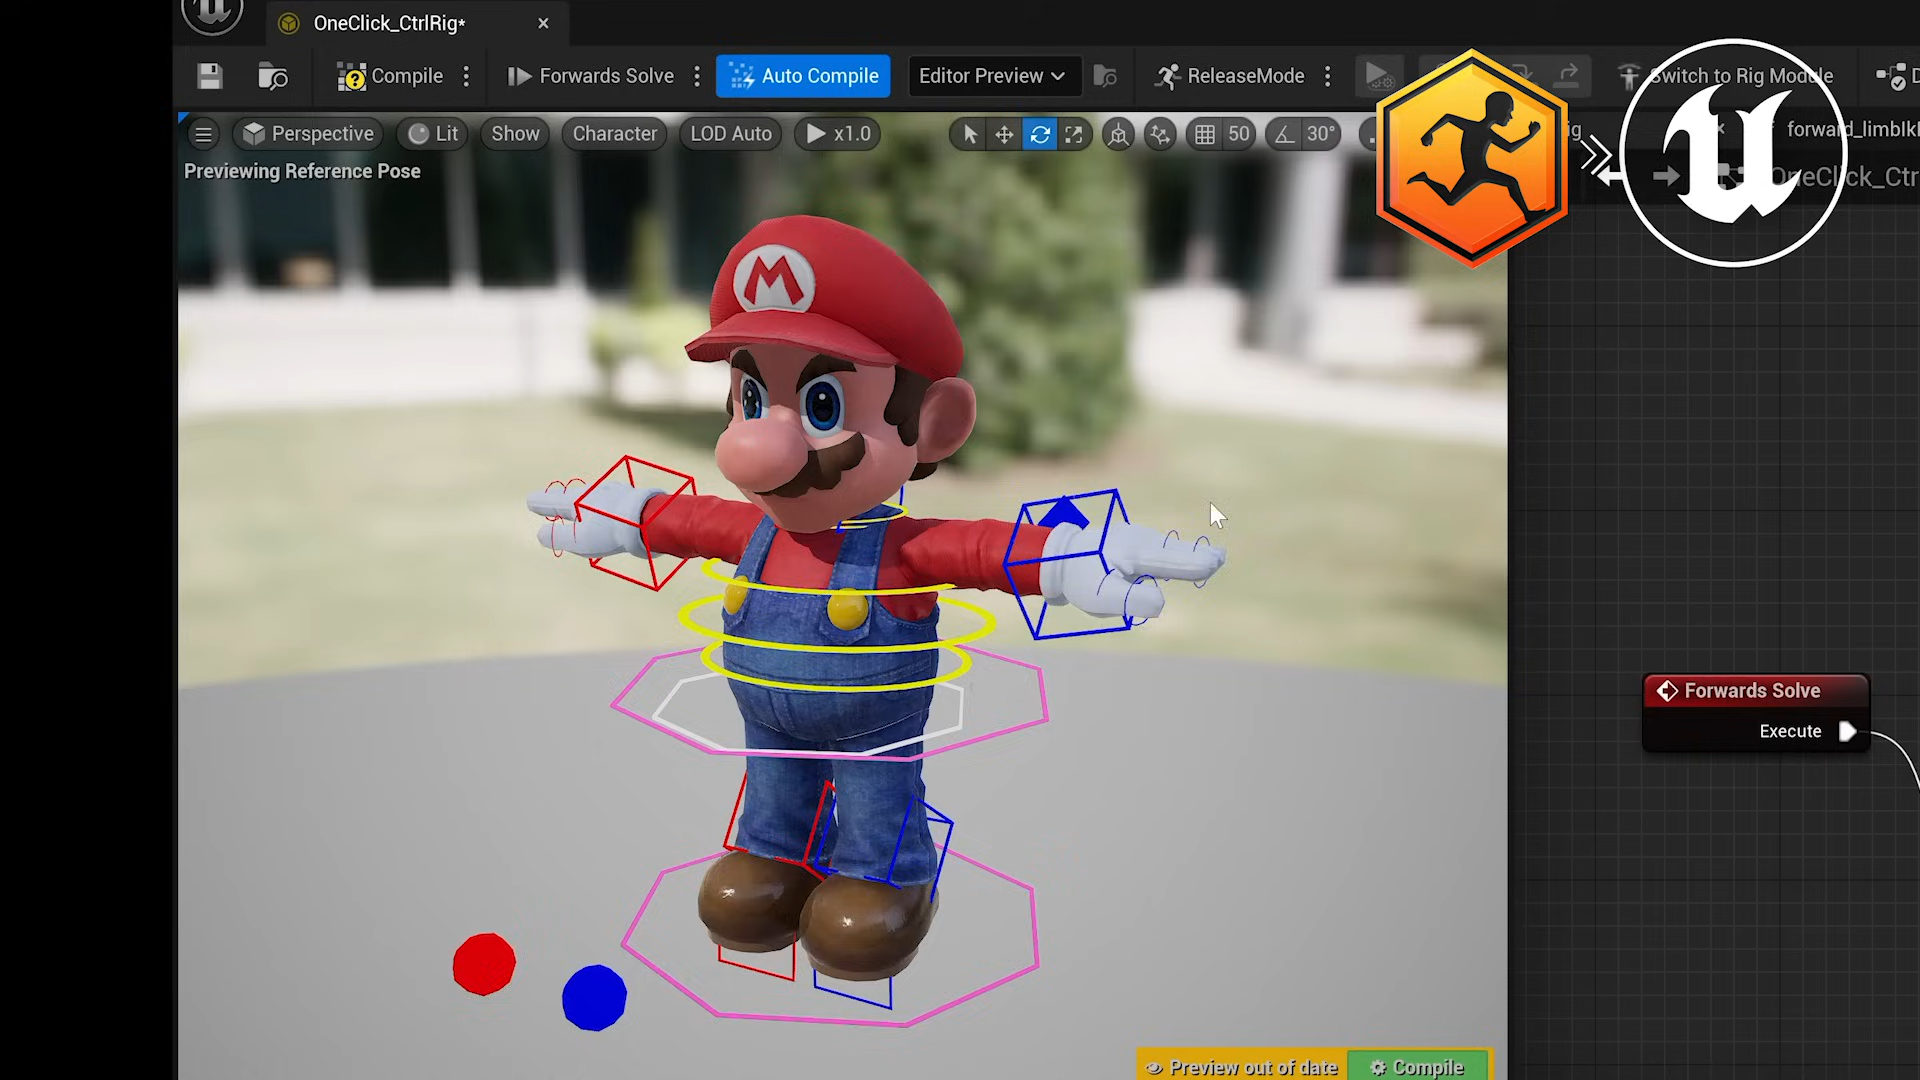 OneClick_CtrlRig*
Compile
Forwards Solve
Auto Compile
Editor Preview
ReleaseMode
Switch to Rig Module
Perspective
Lit
Show
Character
LOD Auto
x1.0
50
30°
Previewing Reference Pose
M
forward_limbIk
OneClick_Ctr
Forwards Solve
Execute
Preview out of date
Compile